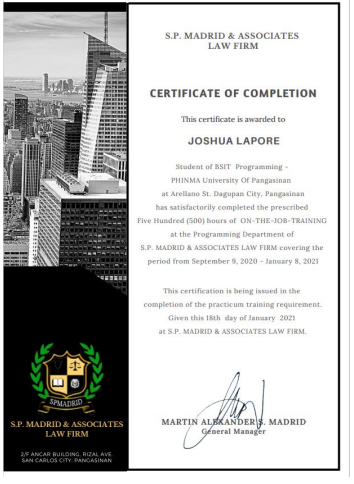 S.P. MADRID & ASSOCIATES
LAW FIRM
CERTIFICATE OF COMPLETION
This certificate is awarded to
JOSHUA LAPORE
Student of BSIT Programming -
PHINMA University Of Pangasinan
at Arellano St. Dagupan City, Pangasinan
has satisfactorily completed the prescribed
Five Hundred (500) hours of ON-THE-JOB-TRAINING
at the Programming Department of
S.P. MADRID & ASSOCIATES LAW FIRM covering the
period from September 9, 2020 - January 8, 2021
This certification is being issued in the
completion of the practicum training requirement.
Given this 18th day of January 2021
at S.P. MADRID & ASSOCIATES LAW FIRM.
MARTIN ALEXANDER S. MADRID
General Manager
SPMADRID
S.P. MADRID & ASSOCIATES
LAW FIRM
2/F ANCAR BUILDING, RIZAL AVE.
SAN CARLOS CITY, PANGASINAN